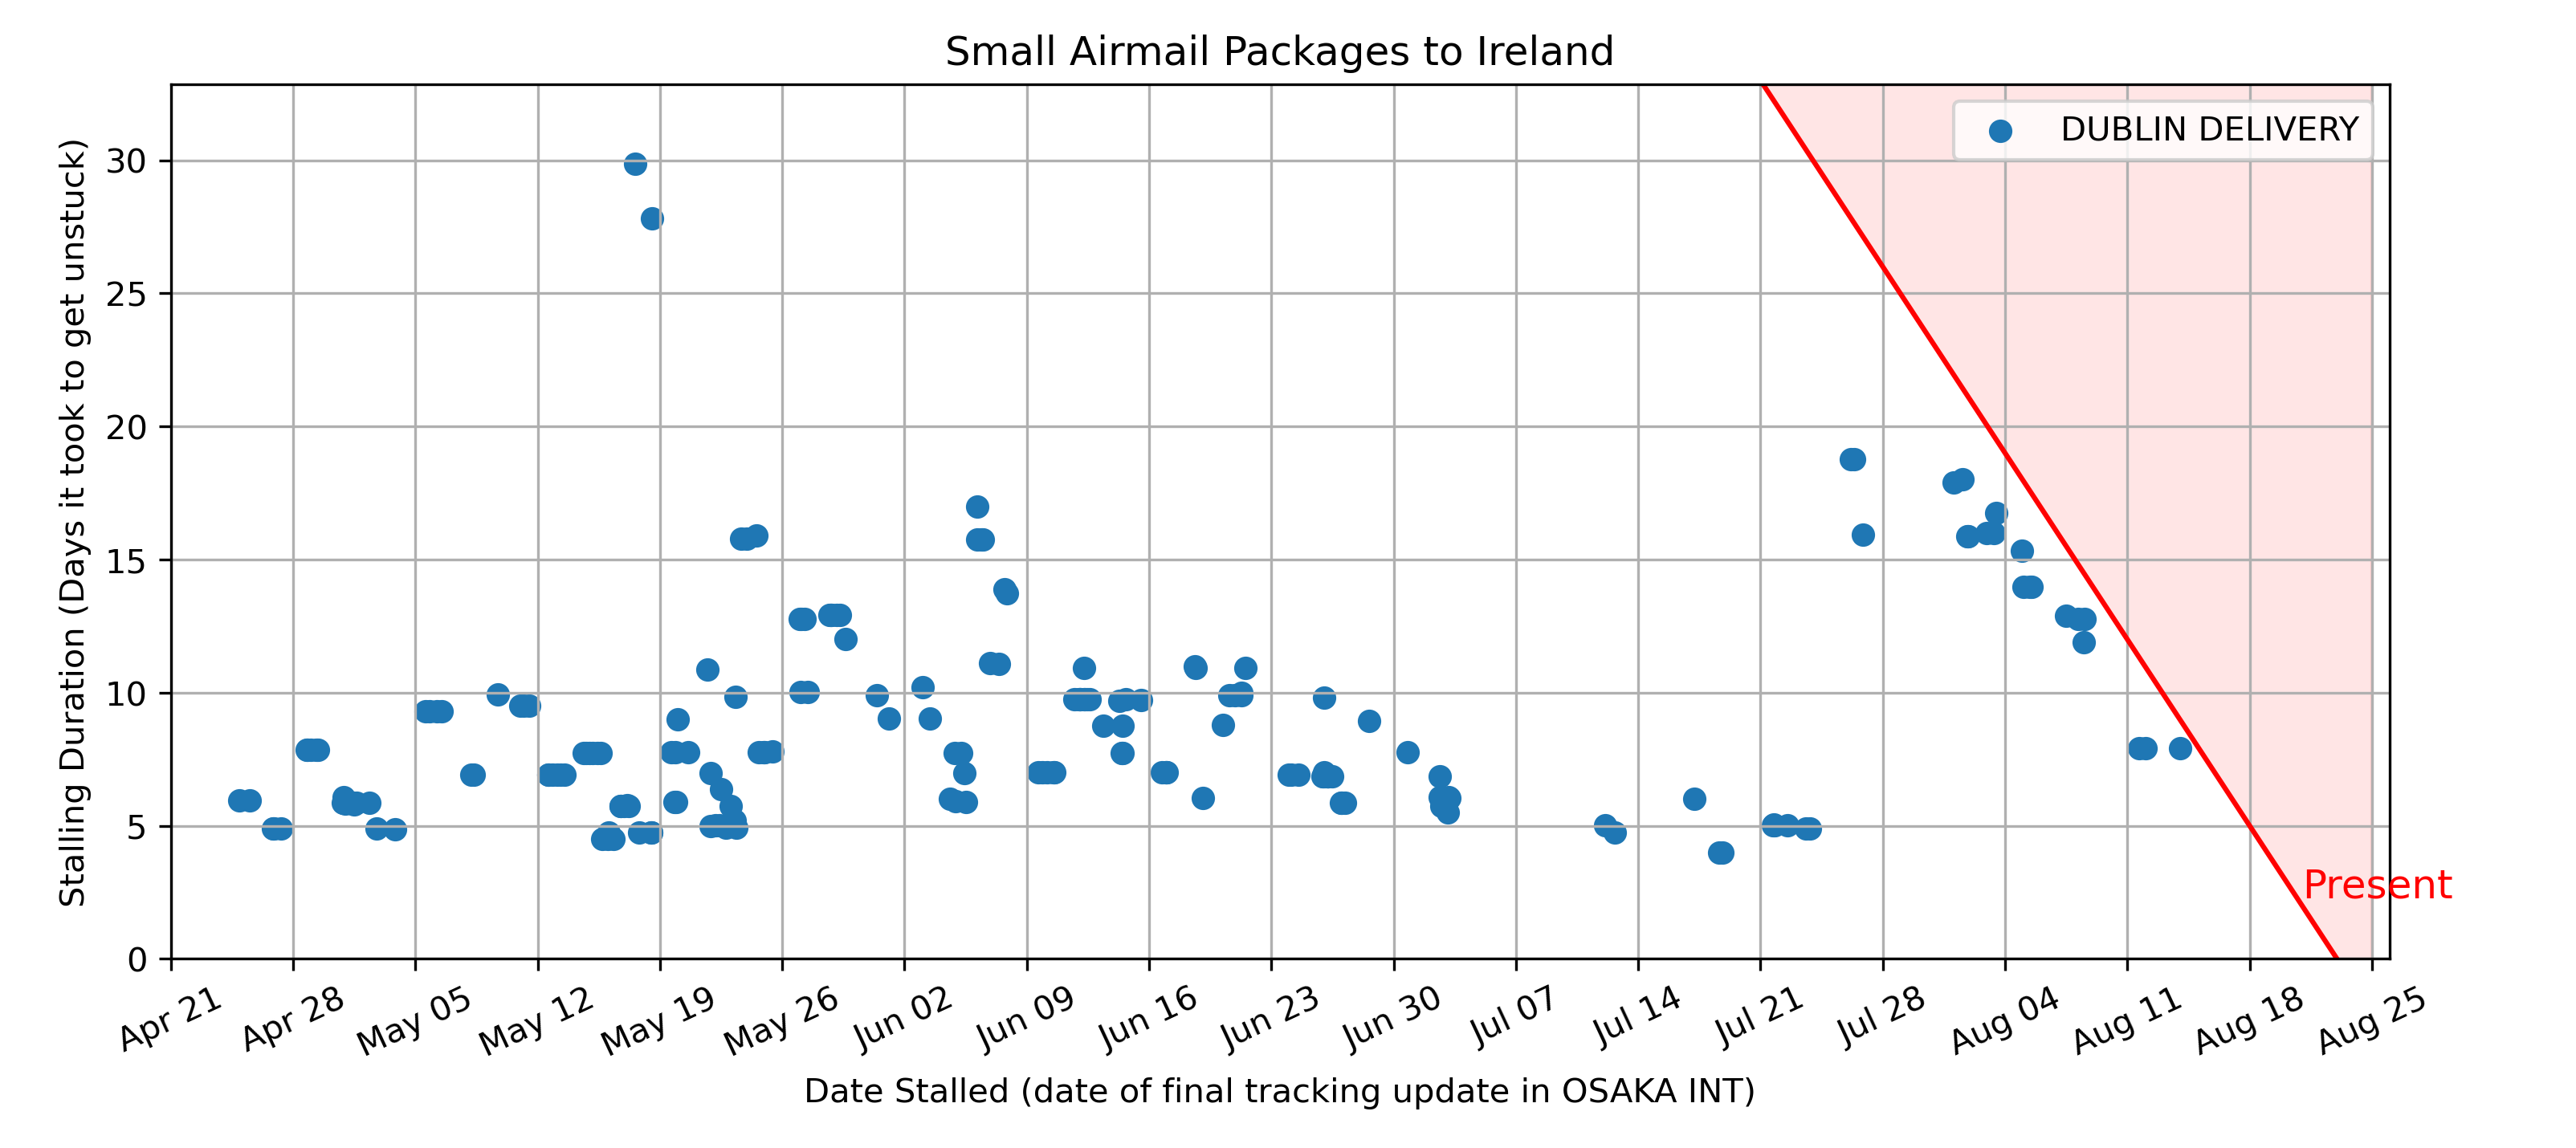 Small Airmail Packages to Ireland
DUBLIN DELIVERY
Stalling Duration (Days it took to get unstuck)
30
25
20
15
10
5
0
Present
Apr 21 Apr 28 May 05 May 12 May 19 May 26 Jun 02 Jun 09 Jun 16 Jun 23 Jun 30 Jul 07 Jul 14 Jul 21 Jul 28 Aug 04 Aug 11 Aug 18 Aug 25
Date Stalled (date of final tracking update in OSAKA INT)